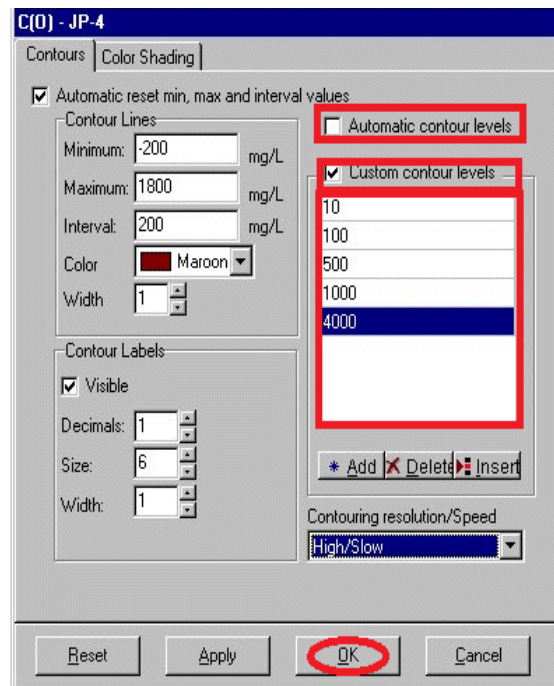 C(O) - JP-4
Contours Color Shading
Automatic reset min, max and interval values
Contour Lines
Minimum: -200 mg/L
Maximum: 1800 mg/L
Interval: 200 mg/L
Color Maroon
Width 1
Contour Labels
Visible
Decimals: 1
Size: 6
Width: 1
Automatic contour levels
Custom contour levels
10
100
500
1000
4000
Add Delete Insert
Contouring resolution/Speed
High/Slow
Reset Apply OK Cancel